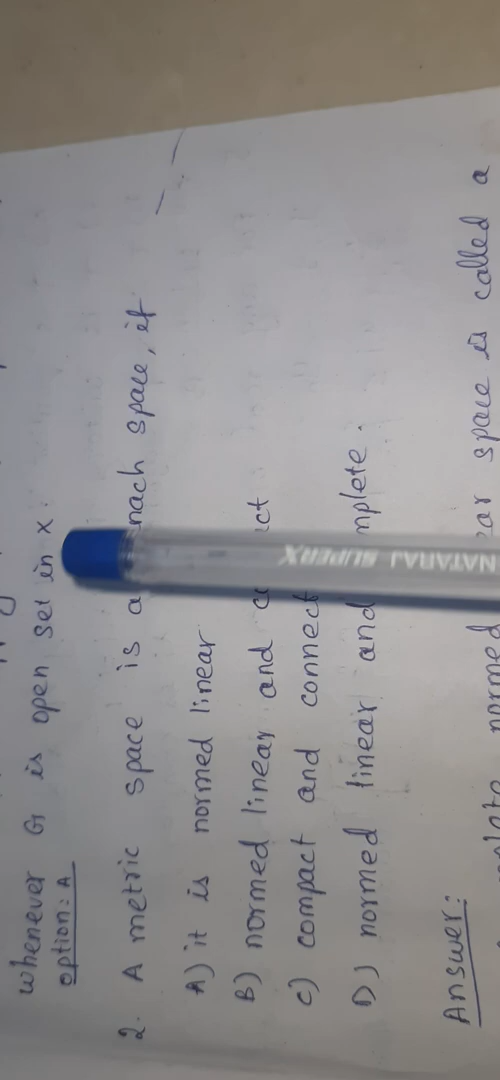 whenever G is open set in X.
option: A
2. A metric space is a nach space, if
A) it is normed linear
B) normed linear and ct
C) compact and connect
D) normed linear and mplete.
Answer:
space is called a
normed
NATARAJ SUPERX